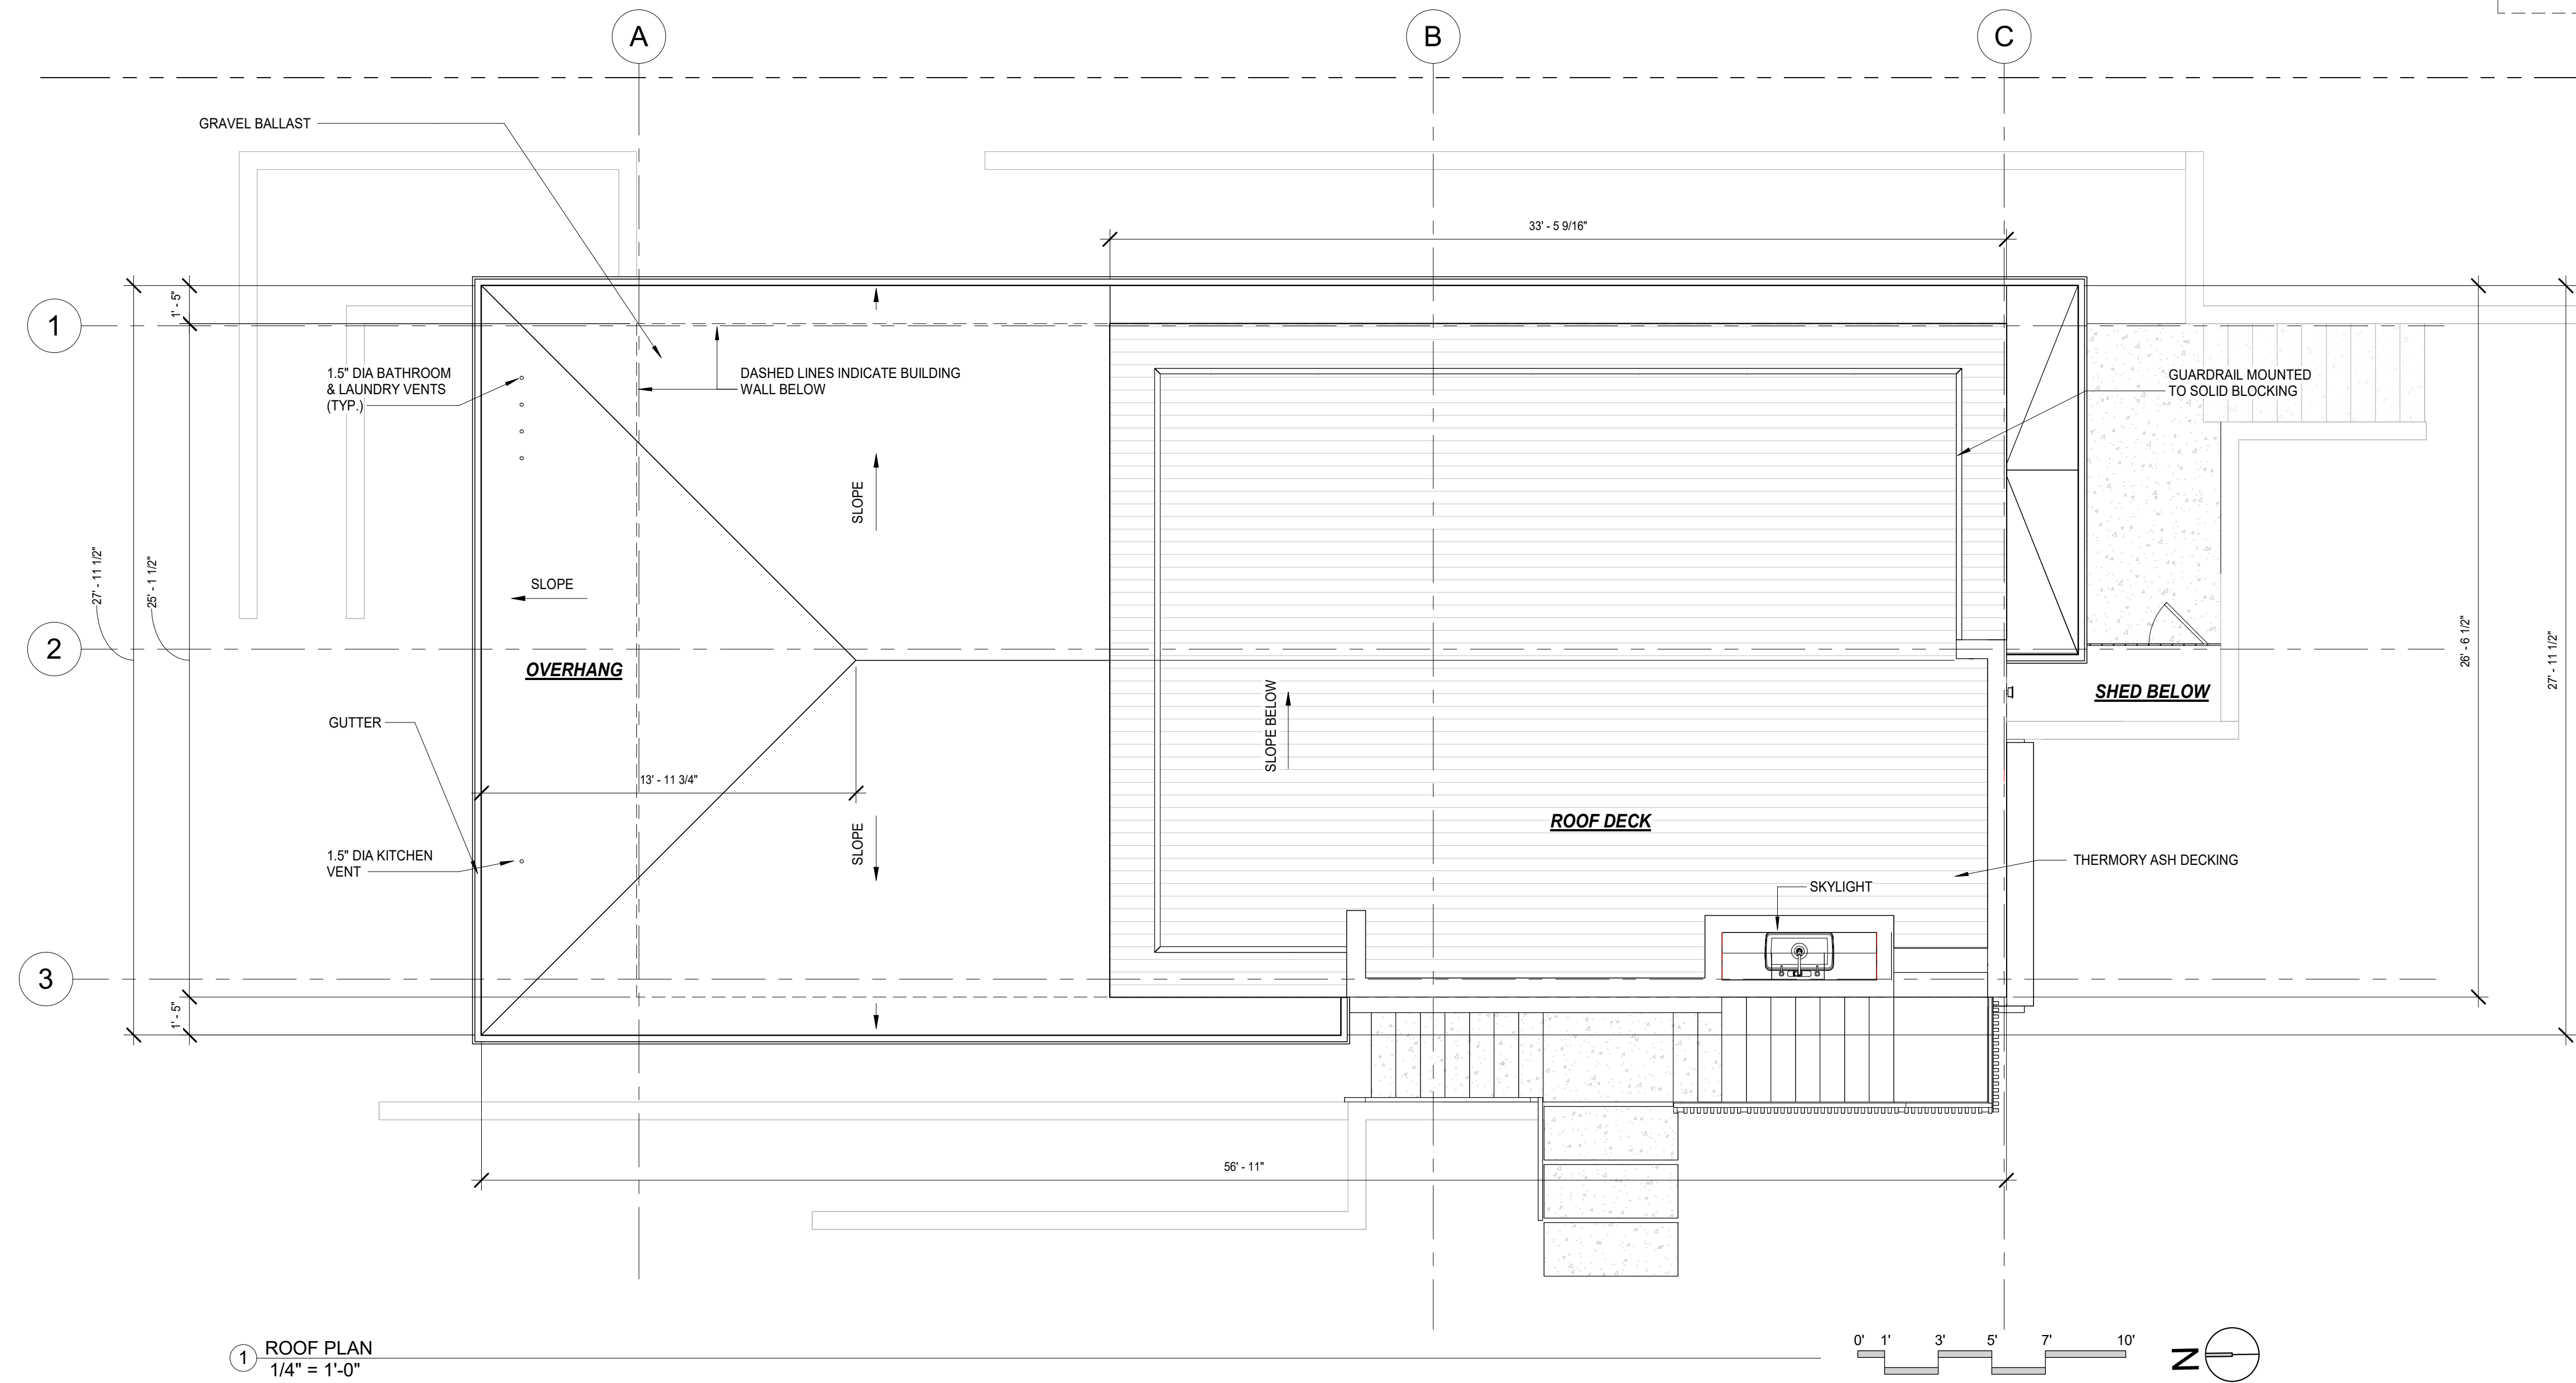 A
B
C
GRAVEL BALLAST
33' - 5 9/16"
1' - 5"
1
1.5" DIA BATHROOM
& LAUNDRY VENTS
(TYP.)
DASHED LINES INDICATE BUILDING
WALL BELOW
GUARDRAIL MOUNTED
TO SOLID BLOCKING
SLOPE
27' - 11 1/2"
25' - 1 1/2"
SLOPE
2
OVERHANG
26' - 6 1/2"
27' - 11 1/2"
SLOPE BELOW
SHED BELOW
GUTTER
13' - 11 3/4"
ROOF DECK
SLOPE
1.5" DIA KITCHEN
VENT
THERMORY ASH DECKING
SKYLIGHT
3
1' - 5"
56' - 11"
1
ROOF PLAN
1/4" = 1'-0"
0' 1' 3' 5' 7' 10'
N